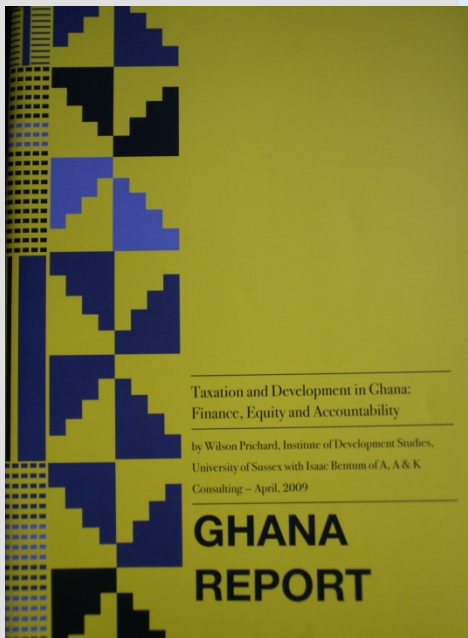 Taxation and Development in Ghana:
Finance, Equity and Accountability
by Wilson Prichard, Institute of Development Studies,
University of Sussex with Isaac Bentum of A, A & K
Consulting – April, 2009
GHANA
REPORT